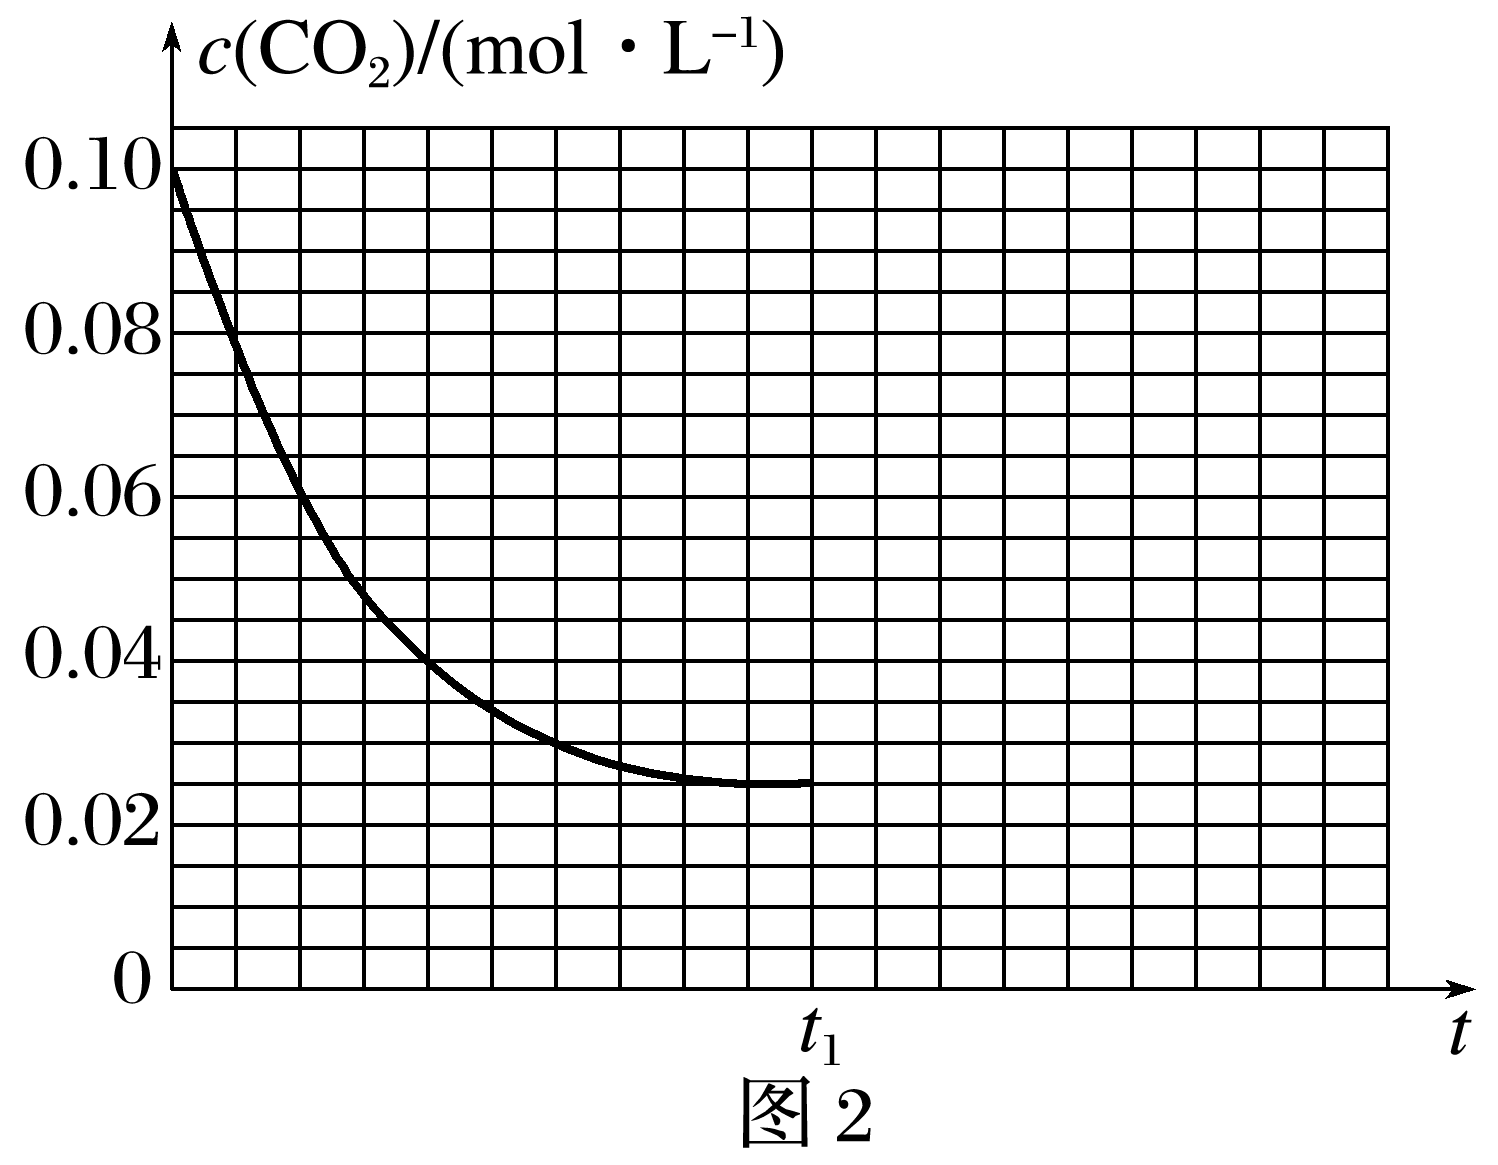 c(CO₂)/(mol · L⁻¹)
0.10
0.08
0.06
0.04
0.02
0
t₁
t
图 2